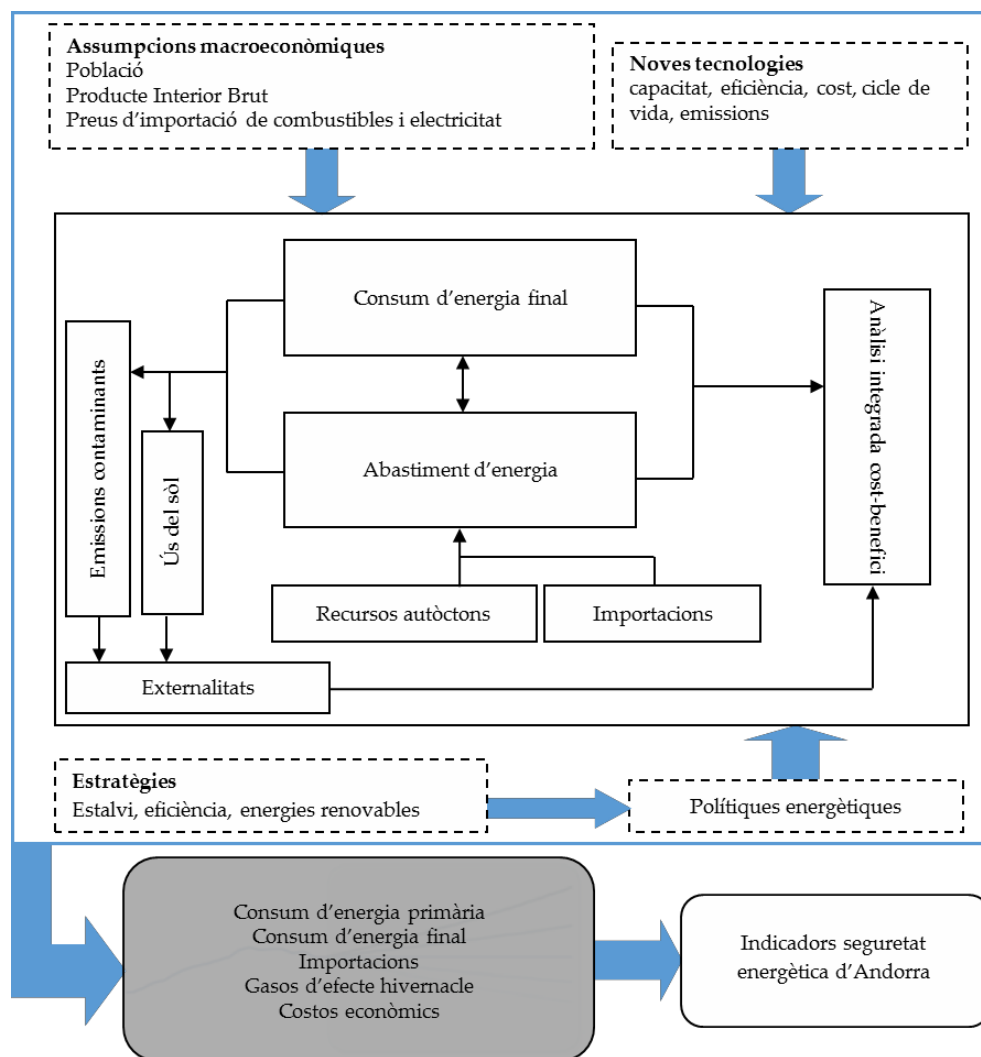 Assumpcions macroeconòmiques
Població
Producte Interior Brut
Preus d'importació de combustibles i electricitat
Noves tecnologies
capacitat, eficiència, cost, cicle de
vida, emissions
Consum d'energia final
Abastiment d'energia
Emissions contaminants
Ús del sòl
Anàlisi integrada cost-benefici
Recursos autòctons
Importacions
Externalitats
Estratègies
Estalvi, eficiència, energies renovables
Polítiques energètiques
Consum d'energia primària
Consum d'energia final
Importacions
Gasos d'efecte hivernacle
Costos econòmics
Indicadors seguretat
energètica d'Andorra